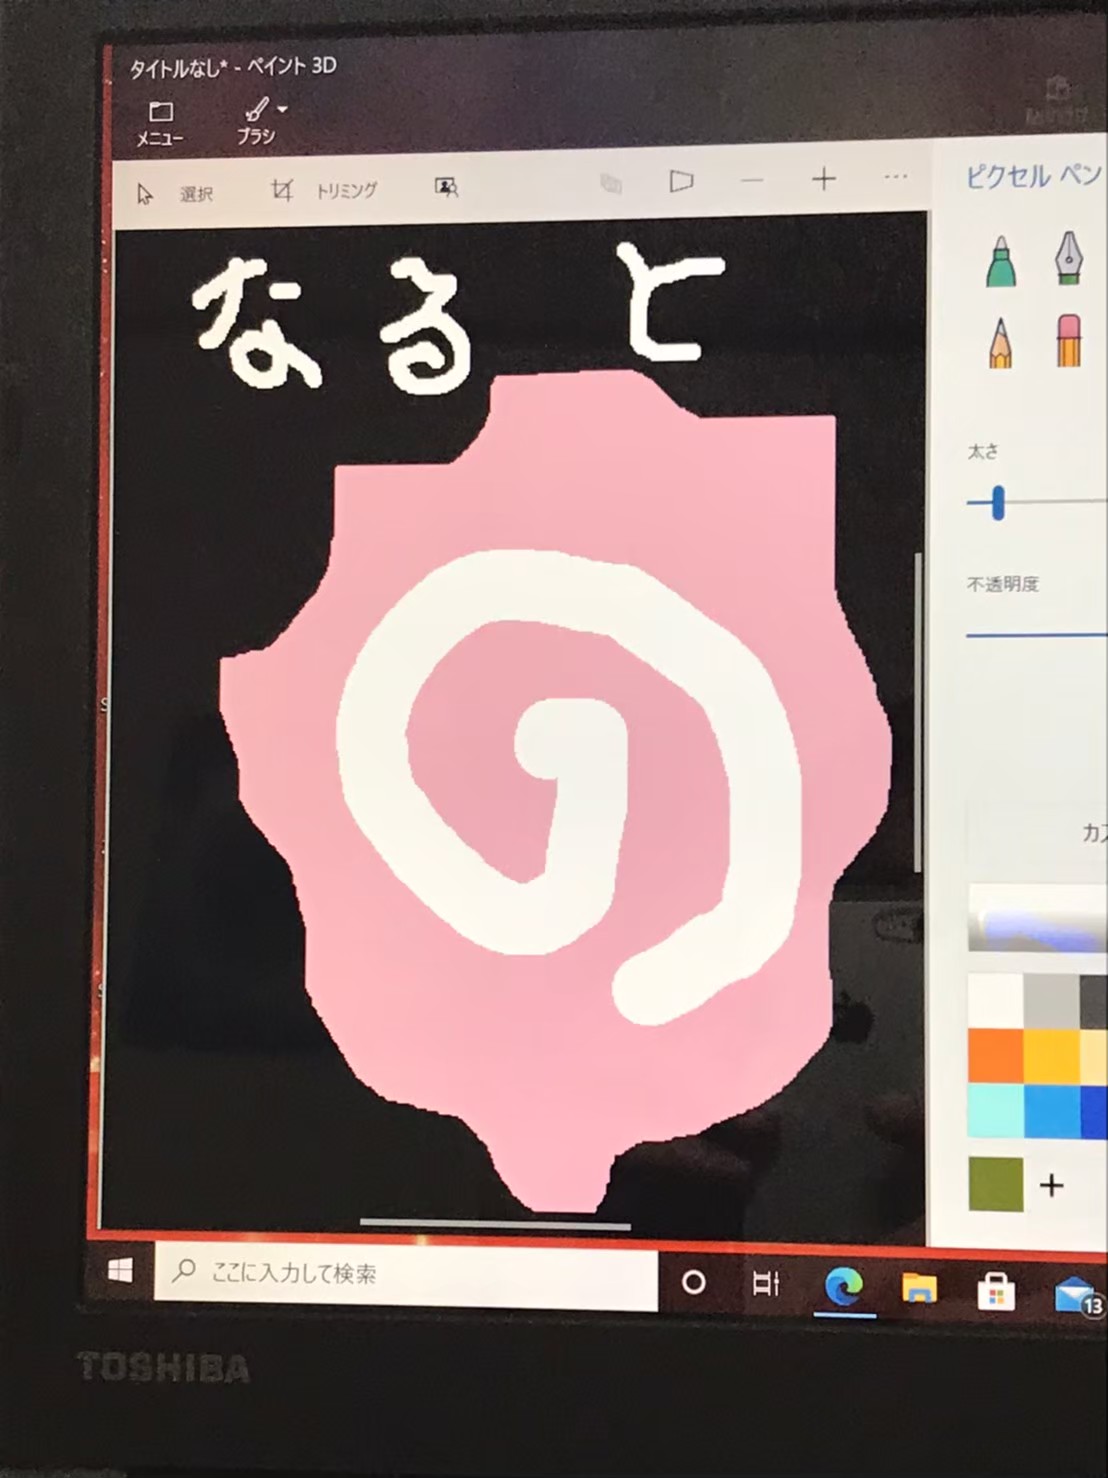 タイトルなし* - ペイント 3D
メニュー
ブラシ
選択
トリミング
ピクセル ペン
なると
太さ
不透明度
ここに入力して検索
13
TOSHIBA